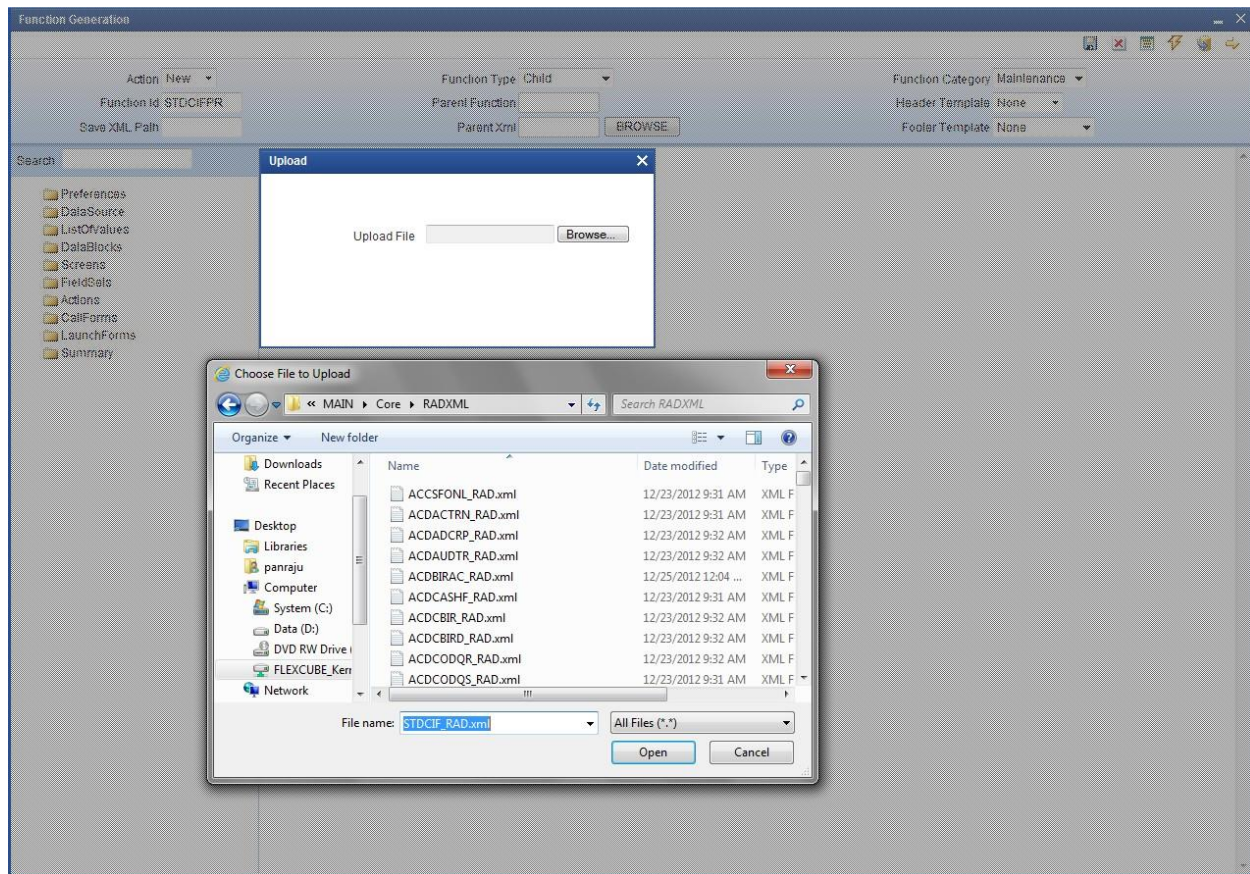 Function Generation
Action New Function Type Child Function Category Maintenance
Function Id STDCIFPR Parent Function Header Template None
Save XML Path Parent Xml BROWSE Footer Template None
Search
Upload
Preferences
DataSource
ListOfValues
Upload File Browse...
DataBlocks
Screens
FieldSets
Actions
CallForms
LaunchForms
Summary
Choose File to Upload
« MAIN Core RADXML Search RADXML
Organize New folder
Downloads Name Date modified Type
Recent Places
Desktop
Libraries
panraju
Computer
System (C:)
Data (D:)
DVD RW Drive
FLEXCUBE_Kerr
Network
ACCSFONL_RAD.xml 12/23/2012 9:31 AM XML F
ACDACTRN_RAD.xml 12/23/2012 9:31 AM XML F
ACDADCRP_RAD.xml 12/23/2012 9:32 AM XML F
ACDAUDTR_RAD.xml 12/23/2012 9:32 AM XML F
ACDBIRAC_RAD.xml 12/25/2012 12:04 ... XML F
ACDCASHF_RAD.xml 12/23/2012 9:31 AM XML F
ACDCBIR_RAD.xml 12/23/2012 9:32 AM XML F
ACDCBIRD_RAD.xml 12/23/2012 9:32 AM XML F
ACDCODQR_RAD.xml 12/23/2012 9:32 AM XML F
ACDCODQS_RAD.xml 12/23/2012 9:31 AM XML F
File name: STDCIF_RAD.xml All Files (*.*)
Open Cancel